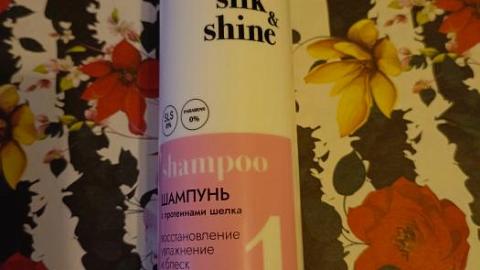 silk
&
shine
SLS
0%
PARABENS
0%
shampoo
ШАМПУНЬ
с протеинами шелка
1
восстановление
увлажнение
и блеск